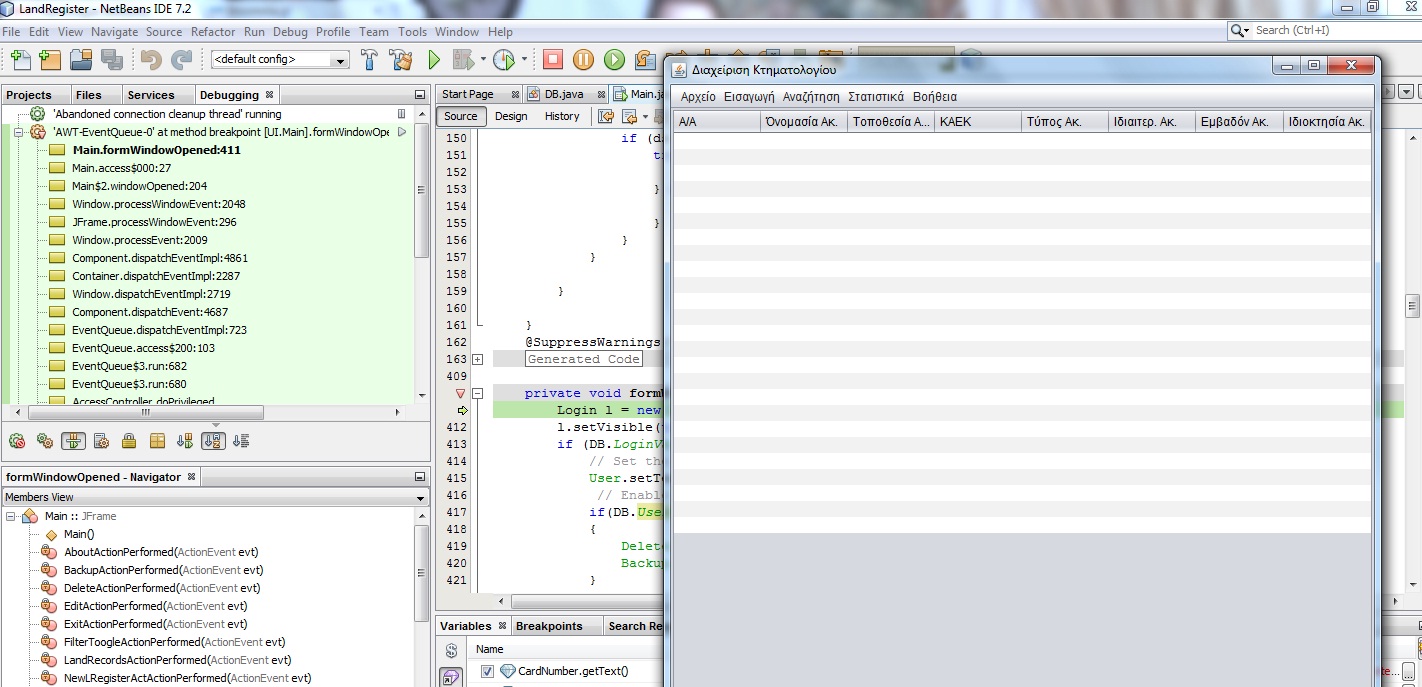 LandRegister - NetBeans IDE 7.2
File Edit View Navigate Source Refactor Run Debug Profile Team Tools Window Help
Search (Ctrl+I)
<default config>
Projects Files Services Debugging
'Abandoned connection cleanup thread' running
'AWT-EventQueue-0' at method breakpoint [UI.Main].formWindowOpe
Main.formWindowOpened:411
Main.access$000:27
Main$2.windowOpened:204
Window.processWindowEvent:2048
JFrame.processWindowEvent:296
Window.processEvent:2009
Component.dispatchEventImpl:4861
Container.dispatchEventImpl:2287
Window.dispatchEventImpl:2719
Component.dispatchEvent:4687
EventQueue.dispatchEventImpl:723
EventQueue.access$200:103
EventQueue$3.run:682
EventQueue$3.run:680
AccessController.doPrivileged
formWindowOpened - Navigator
Members View
Main :: JFrame
Main()
AboutActionPerformed(ActionEvent evt)
BackupActionPerformed(ActionEvent evt)
DeleteActionPerformed(ActionEvent evt)
EditActionPerformed(ActionEvent evt)
ExitActionPerformed(ActionEvent evt)
FilterToogleActionPerformed(ActionEvent evt)
LandRecordsActionPerformed(ActionEvent evt)
NewLRegisterActActionPerformed(ActionEvent evt)
Start Page DB.java Main.ja
Source Design History
150 if (da
151 tr
152
153 }
154
155 }
156 }
157 }
158
159 }
160
161 }
162 @SuppressWarnings
163 Generated Code
409
private void form
Login l = new
412 l.setVisible(
413 if (DB.LoginV
414 // Set th
415 User.setT
416 // Enabl
417 if(DB.Use
418 {
419 Delet
420 Backu
421 }
Variables Breakpoints Search Re
Name
CardNumber.getText()
Διαχείριση Κτηματολογίου
Αρχείο Εισαγωγή Αναζήτηση Στατιστικά Βοήθεια
Α/Α Όνομασία Ακ. Τοποθεσία Α... ΚΑΕΚ Τύπος Ακ. Ιδιαιτερ. Ακ. Εμβαδόν Ακ. Ιδιοκτησία Ακ.